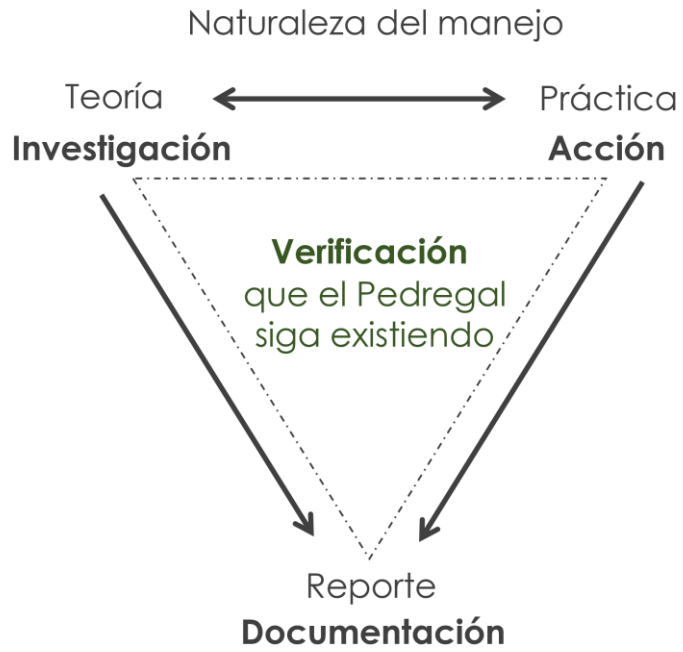 Naturaleza del manejo
Teoría
Práctica
Investigación
Acción
Verificación
que el Pedregal
siga existiendo
Reporte
Documentación